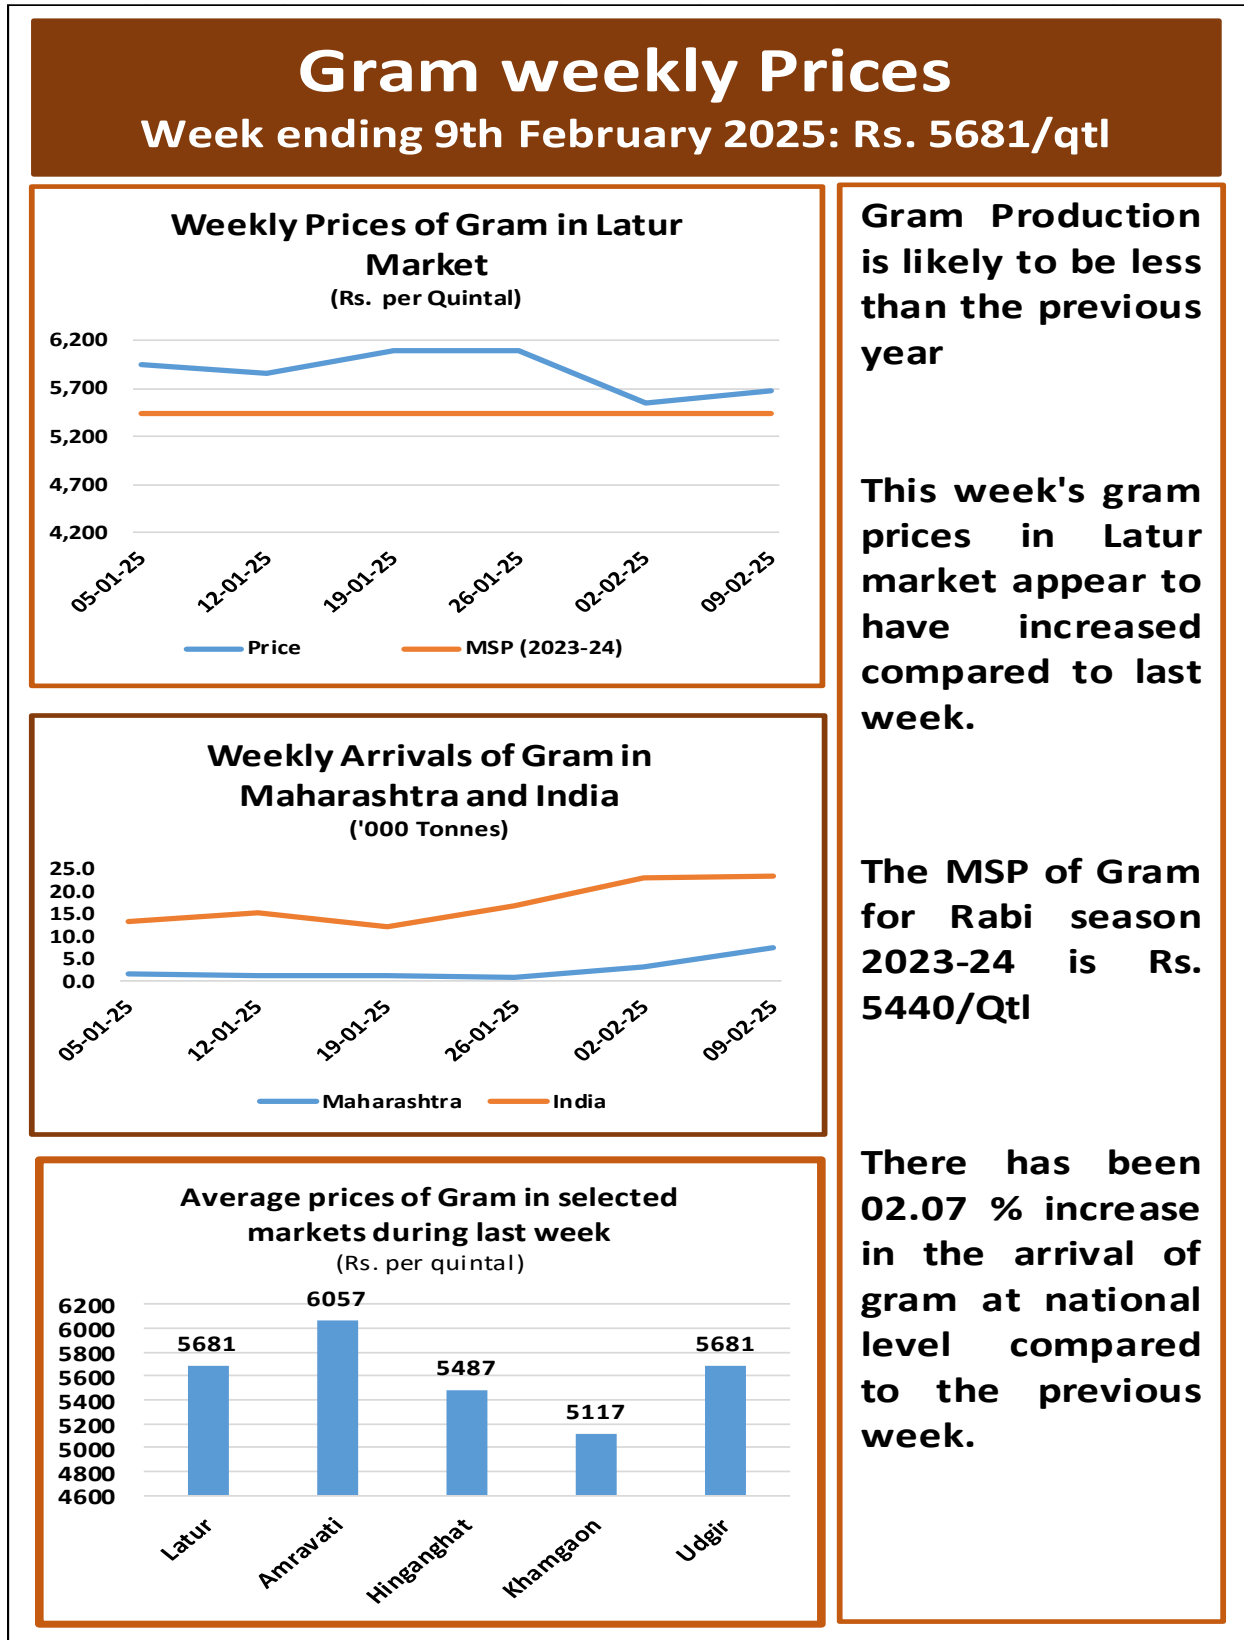 Gram weekly Prices
Week ending 9th February 2025: Rs. 5681/qtl
Weekly Prices of Gram in Latur
Market
(Rs. per Quintal)
6,200
5,700
5,200
4,700
4,200
05-01-25
12-01-25
19-01-25
26-01-25
02-02-25
09-02-25
Price
MSP (2023-24)
Weekly Arrivals of Gram in
Maharashtra and India
('000 Tonnes)
25.0
20.0
15.0
10.0
5.0
0.0
05-01-25
12-01-25
19-01-25
26-01-25
02-02-25
09-02-25
Maharashtra
India
Average prices of Gram in selected
markets during last week
(Rs. per quintal)
6200
6000
5800
5600
5400
5200
5000
4800
4600
5681
6057
5487
5117
5681
Latur
Amravati
Hinganghat
Khamgaon
Udgir
Gram Production
is likely to be less
than the previous
year
This week's gram
prices in Latur
market appear to
have increased
compared to last
week.
The MSP of Gram
for Rabi season
2023-24 is Rs.
5440/Qtl
There has been
02.07 % increase
in the arrival of
gram at national
level compared
to the previous
week.